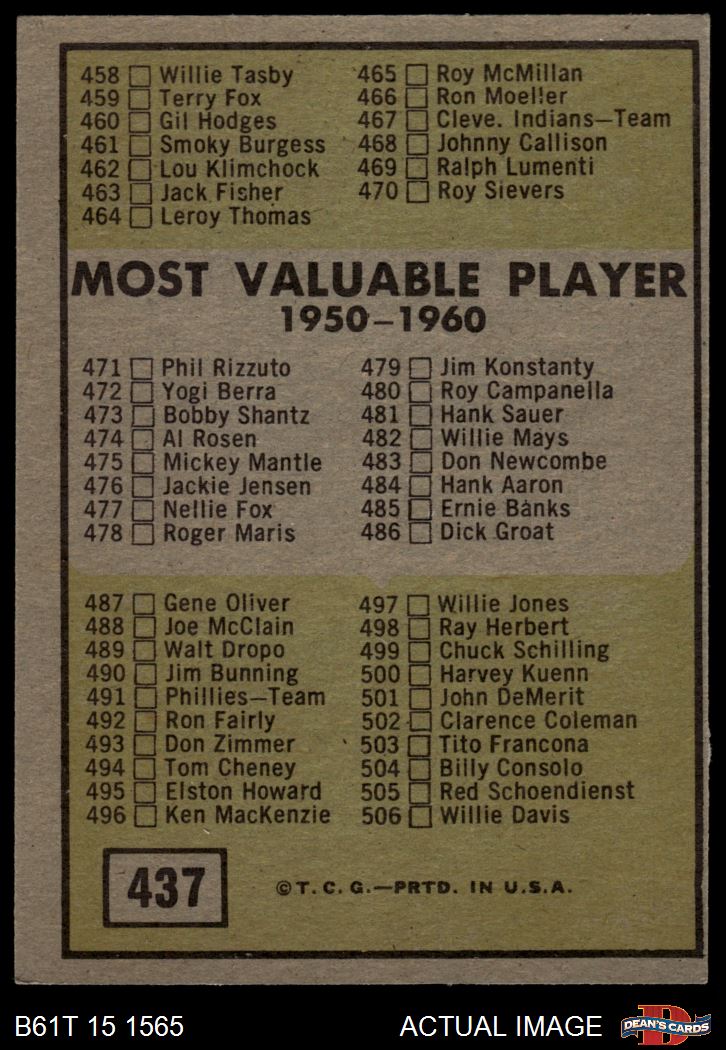 458 Willie Tasby
459 Terry Fox
460 Gil Hodges
461 Smoky Burgess
462 Lou Klimchock
463 Jack Fisher
464 Leroy Thomas
465 Roy McMillan
466 Ron Moeller
467 Cleve. Indians—Team
468 Johnny Callison
469 Ralph Lumenti
470 Roy Sievers
MOST VALUABLE PLAYER
1950–1960
471 Phil Rizzuto
472 Yogi Berra
473 Bobby Shantz
474 Al Rosen
475 Mickey Mantle
476 Jackie Jensen
477 Nellie Fox
478 Roger Maris
479 Jim Konstanty
480 Roy Campanella
481 Hank Sauer
482 Willie Mays
483 Don Newcombe
484 Hank Aaron
485 Ernie Banks
486 Dick Groat
487 Gene Oliver
488 Joe McClain
489 Walt Dropo
490 Jim Bunning
491 Phillies—Team
492 Ron Fairly
493 Don Zimmer
494 Tom Cheney
495 Elston Howard
496 Ken MacKenzie
497 Willie Jones
498 Ray Herbert
499 Chuck Schilling
500 Harvey Kuenn
501 John DeMerit
502 Clarence Coleman
503 Tito Francona
504 Billy Consolo
505 Red Schoendienst
506 Willie Davis
437
©T. C. G.—PRTD. IN U.S.A.
B61T 15 1565
ACTUAL IMAGE
D
DEAN'S CARDS